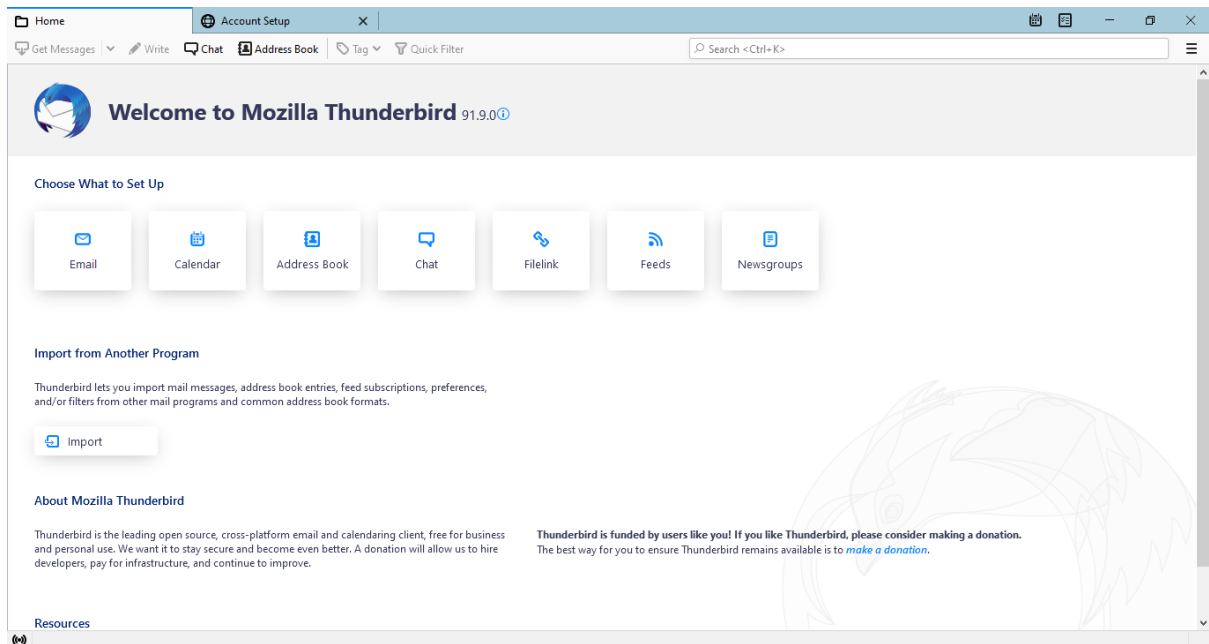 Home
Account Setup
Get Messages
Write
Chat
Address Book
Tag
Quick Filter
Search <Ctrl+K>
Welcome to Mozilla Thunderbird 91.9.0
Choose What to Set Up
Email
Calendar
Address Book
Chat
Filelink
Feeds
Newsgroups
Import from Another Program
Thunderbird lets you import mail messages, address book entries, feed subscriptions, preferences,
and/or filters from other mail programs and common address book formats.
Import
About Mozilla Thunderbird
Thunderbird is the leading open source, cross-platform email and calendaring client, free for business
and personal use. We want it to stay secure and become even better. A donation will allow us to hire
developers, pay for infrastructure, and continue to improve.
Thunderbird is funded by users like you! If you like Thunderbird, please consider making a donation.
The best way for you to ensure Thunderbird remains available is to make a donation.
Resources